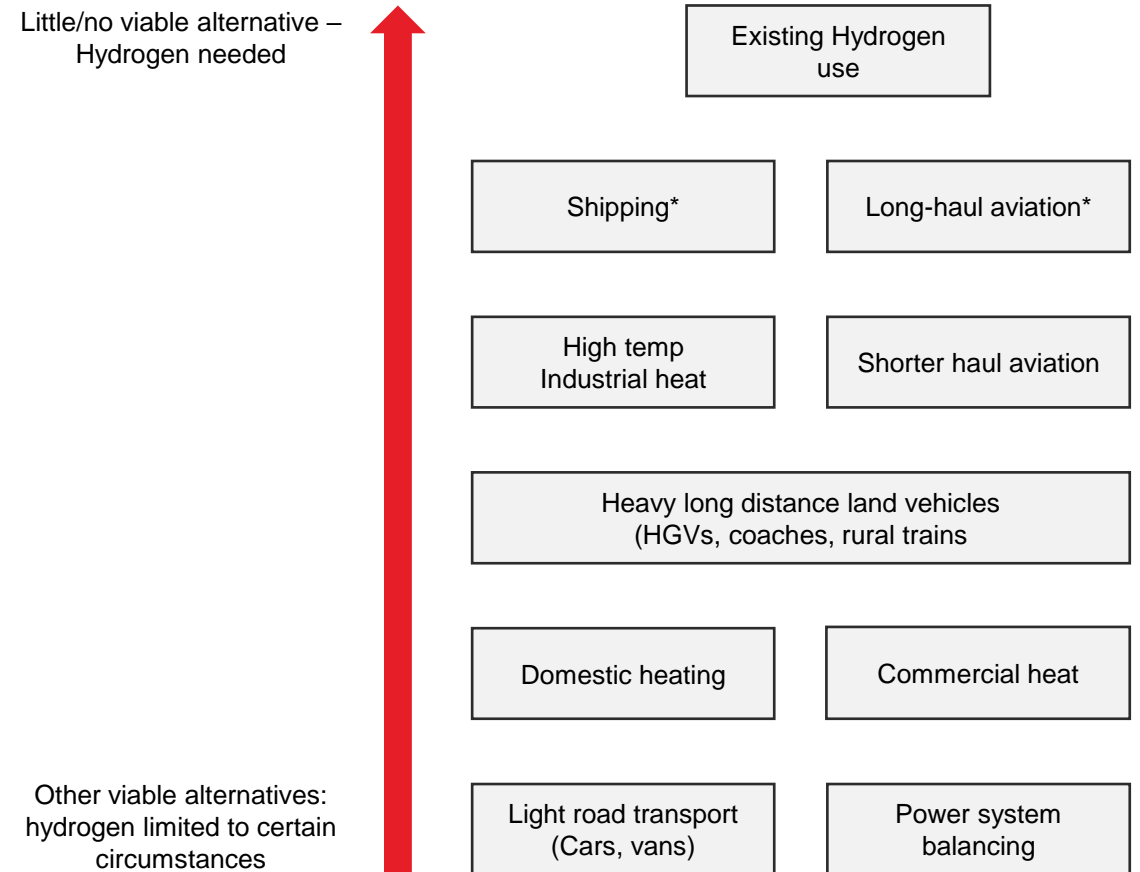 Little/no viable alternative –
Hydrogen needed
Existing Hydrogen
use
Shipping*
Long-haul aviation*
High temp
Industrial heat
Shorter haul aviation
Heavy long distance land vehicles
(HGVs, coaches, rural trains
Domestic heating
Commercial heat
Other viable alternatives:
hydrogen limited to certain
circumstances
Light road transport
(Cars, vans)
Power system
balancing